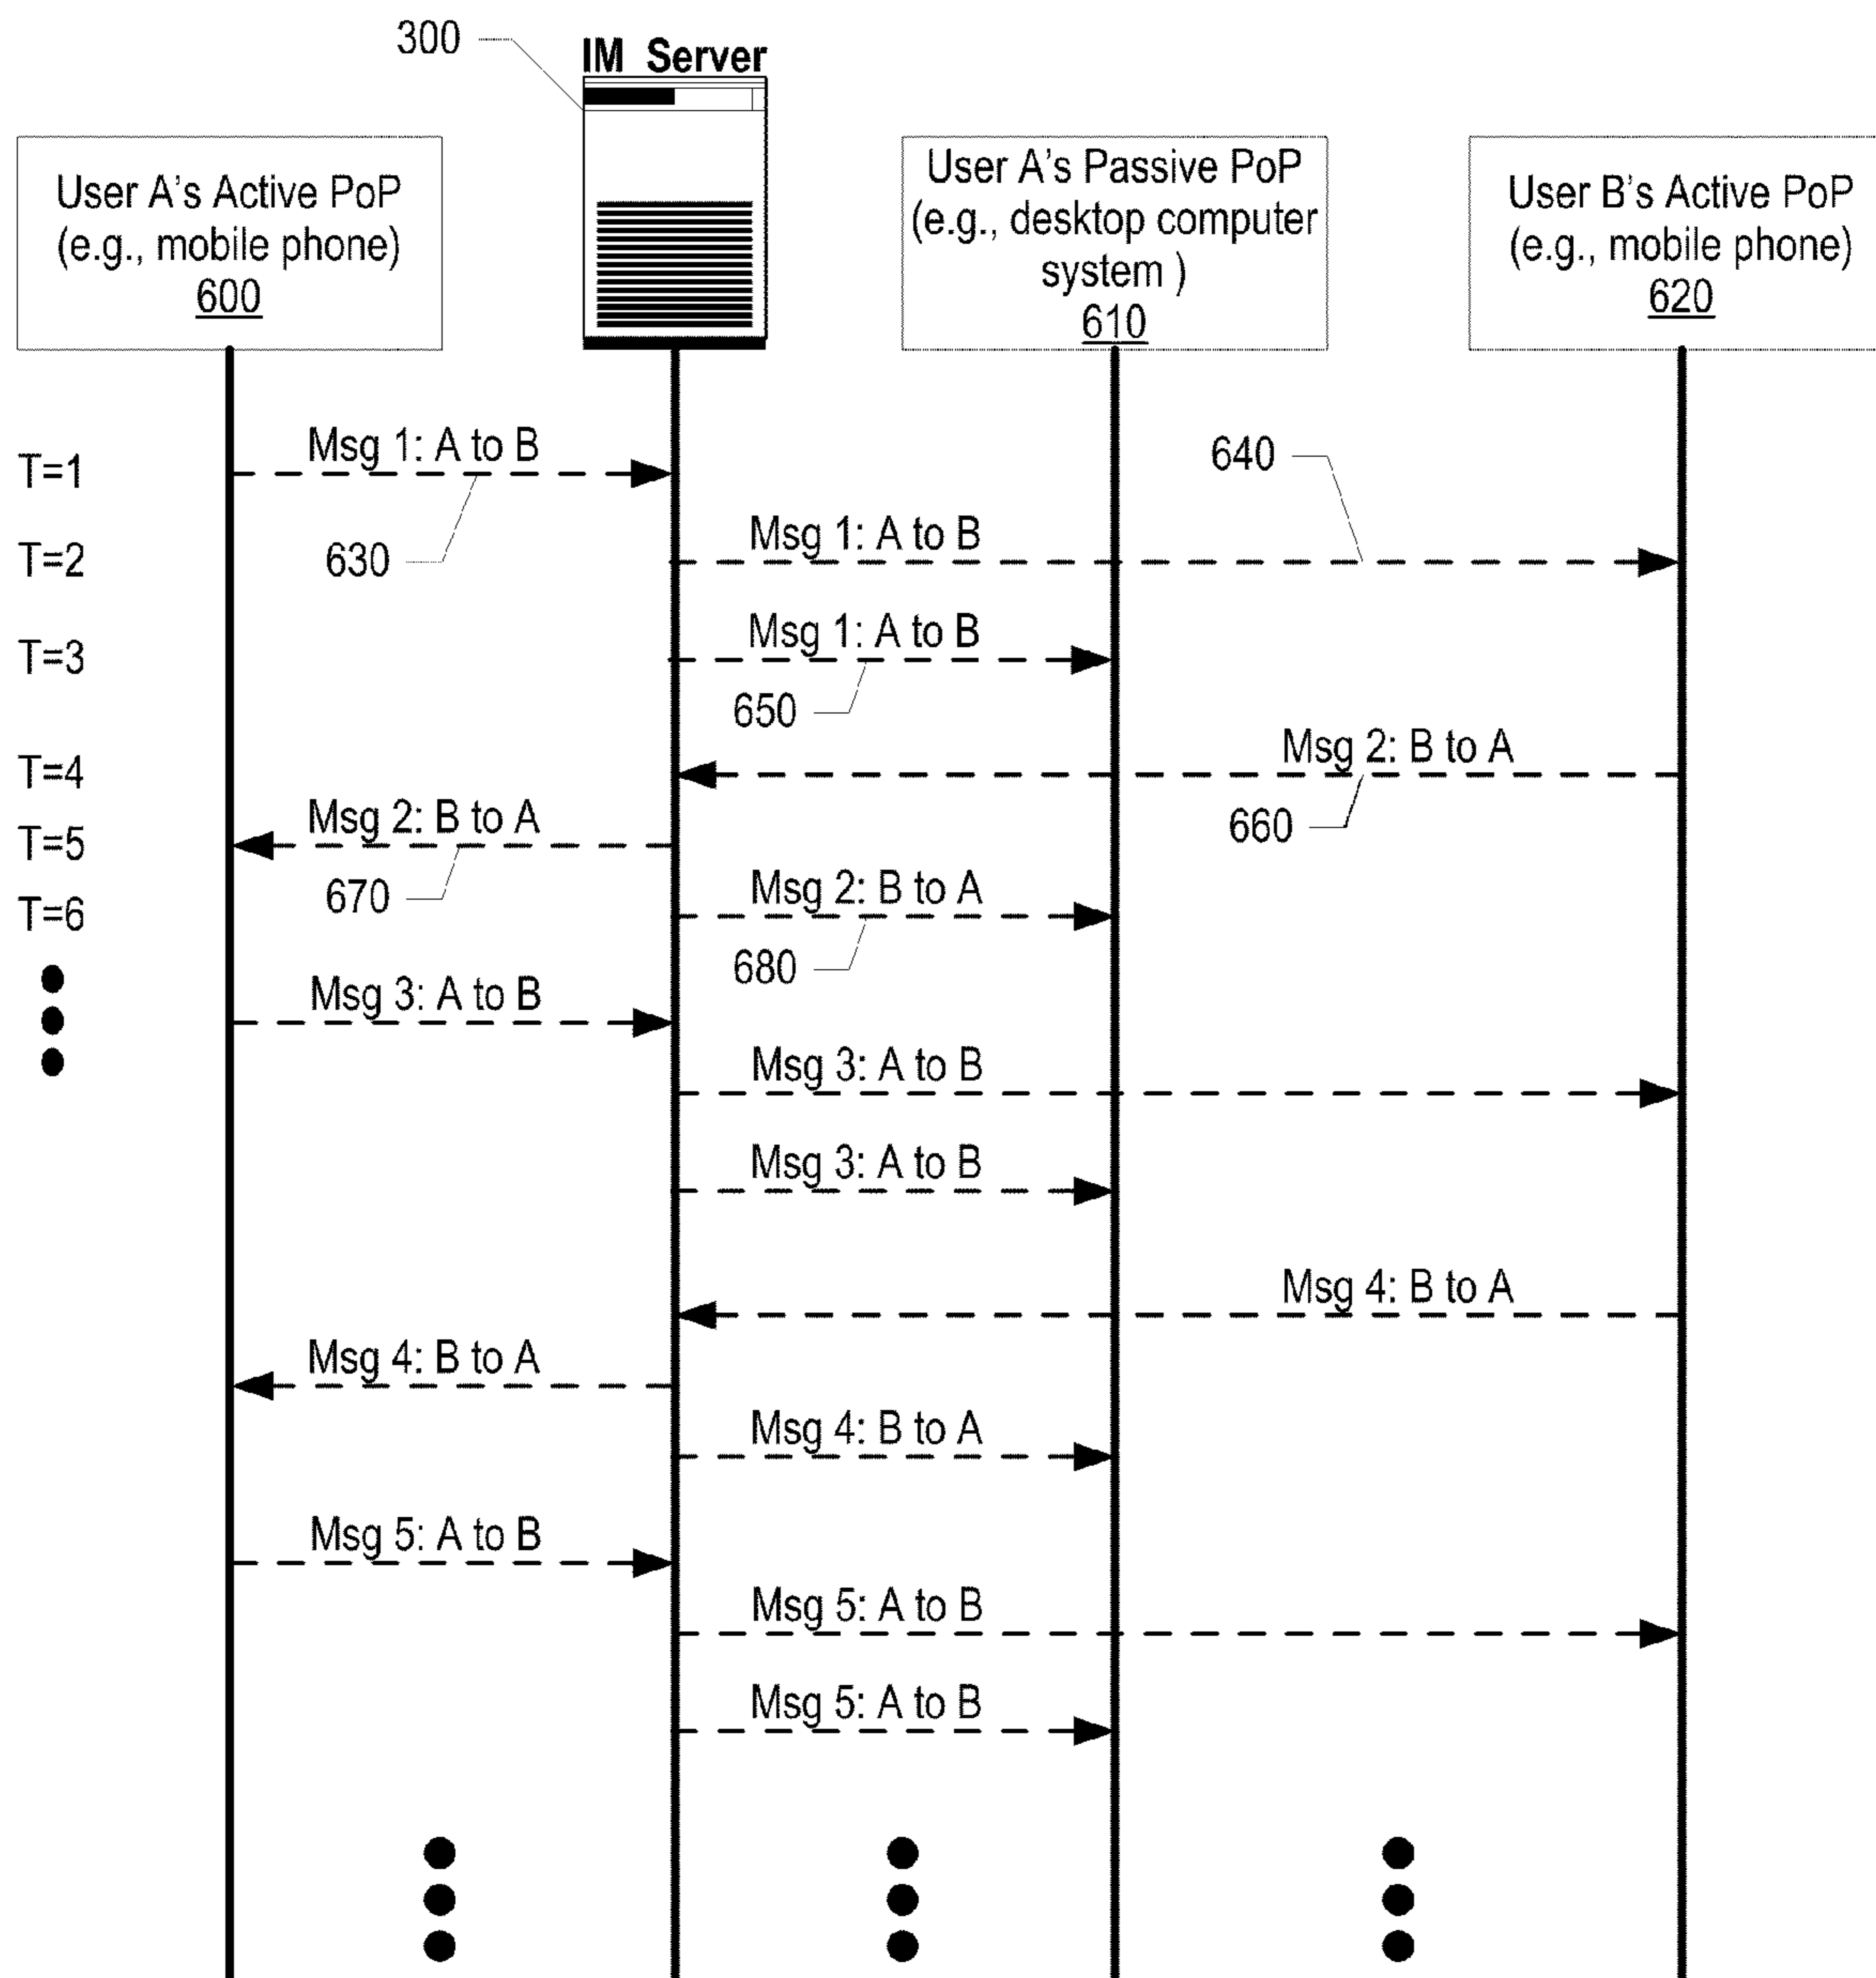 300
IM Server
User A's Active PoP
(e.g., mobile phone)
600
User A's Passive PoP
(e.g., desktop computer
system )
610
User B's Active PoP
(e.g., mobile phone)
620
T=1
Msg 1: A to B
630
640
T=2
Msg 1: A to B
T=3
Msg 1: A to B
650
T=4
Msg 2: B to A
660
T=5
Msg 2: B to A
670
T=6
Msg 2: B to A
680
Msg 3: A to B
Msg 3: A to B
Msg 3: A to B
Msg 4: B to A
Msg 4: B to A
Msg 4: B to A
Msg 5: A to B
Msg 5: A to B
Msg 5: A to B